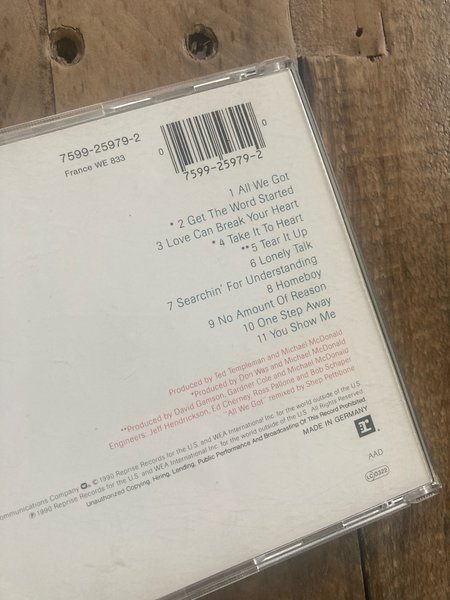 7599-25979-2
France WE 833
0 0
7599-25979-2
1 All We Got
* 2 Get The Word Started
3 Love Can Break Your Heart
* 4 Take It To Heart
** 5 Tear It Up
6 Lonely Talk
7 Searchin' For Understanding
8 Homeboy
9 No Amount Of Reason
10 One Step Away
11 You Show Me
Produced by Ted Templeman and Michael McDonald
*Produced by Don Was and Michael McDonald
**Produced by David Gamson, Gardner Cole and Michael McDonald
Engineers: Jeff Hendrickson, Ed Cherney, Ross Pallone and Bob Schaper
"All We Got" remixed by Shep Pettibone
ommunications Company © 1990 Reprise Records for the U.S. and WEA International Inc. for the world outside of the U.S.
℗ 1990 Reprise Records for the U.S. and WEA International Inc. for the world outside of the U.S. All Rights Reserved.
Unauthorized Copying, Hiring, Lending, Public Performance And Broadcasting Of This Record Prohibited.
MADE IN GERMANY
r
AAD
LC 0322